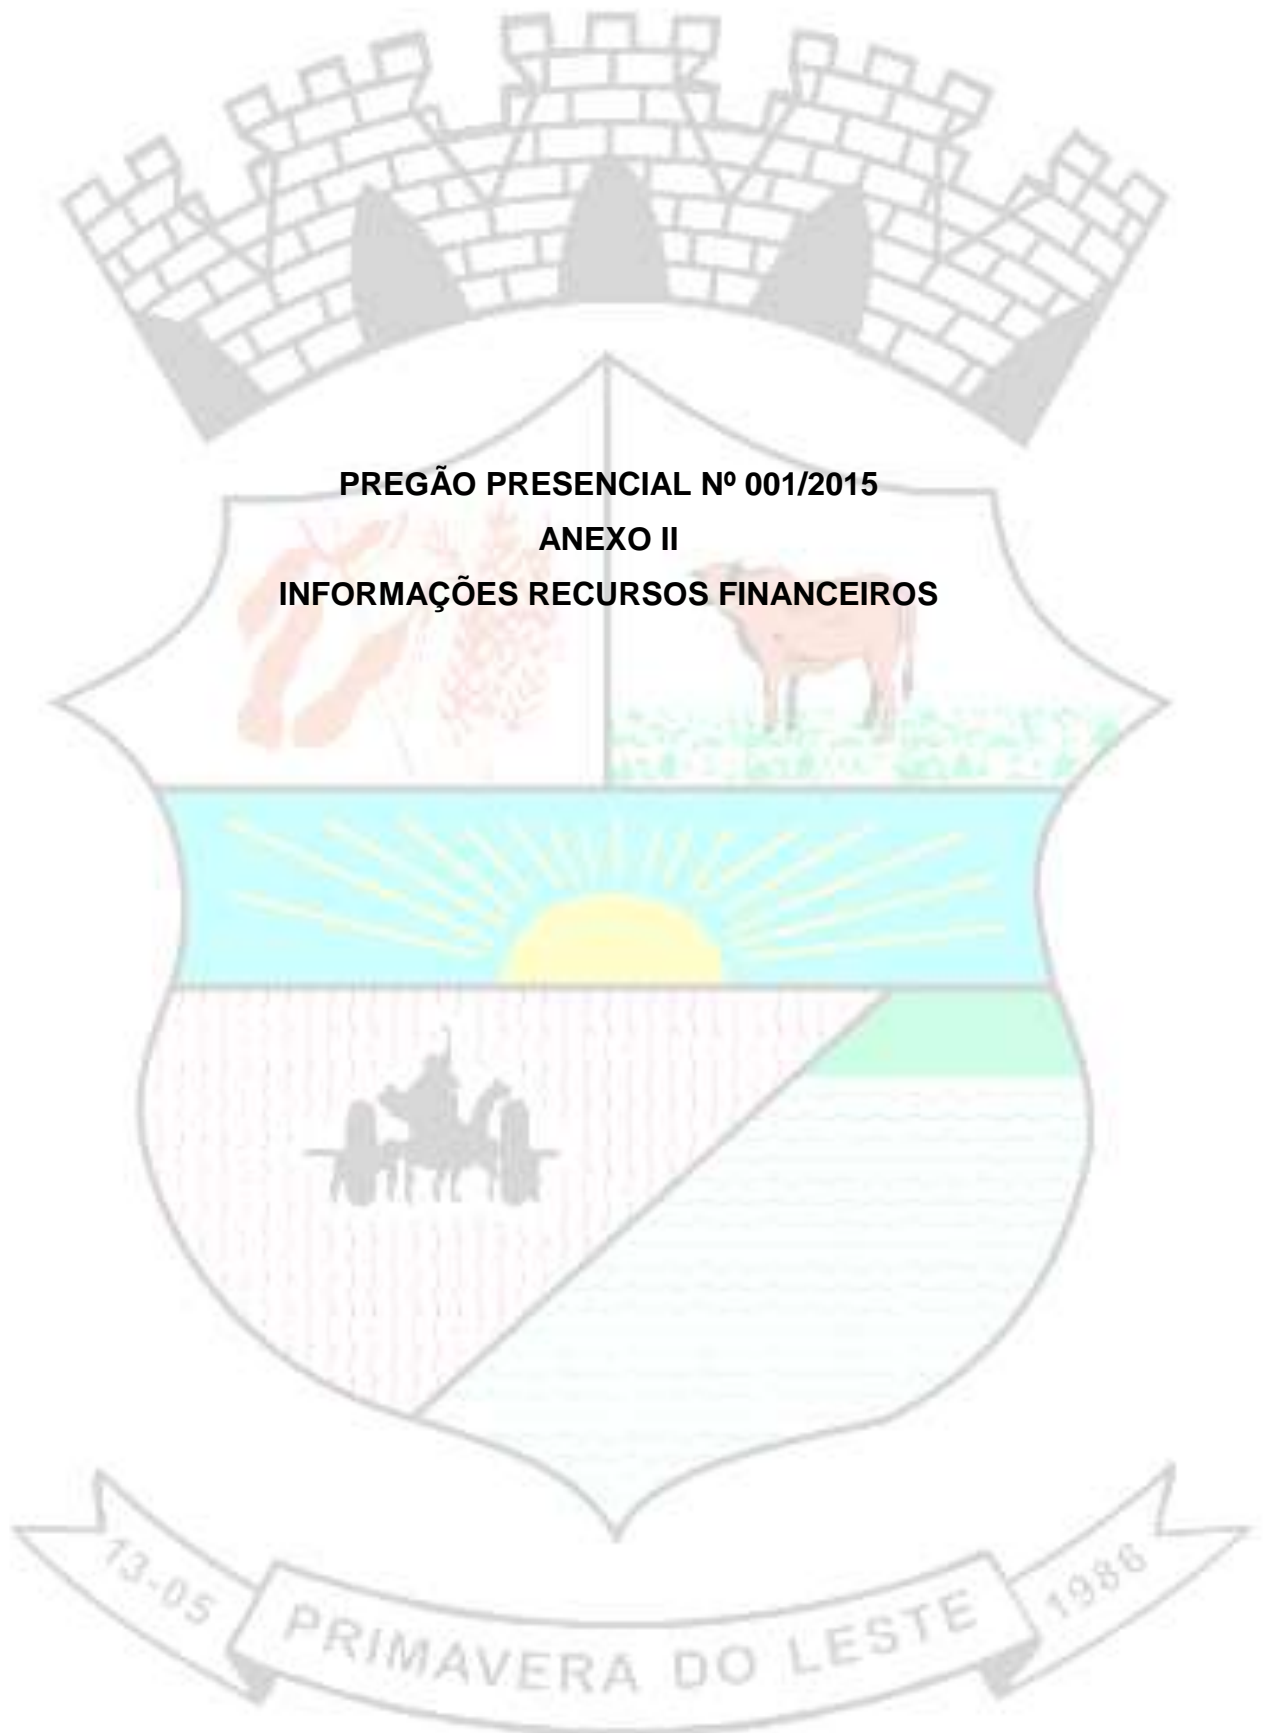 PREGÃO PRESENCIAL Nº 001/2015
ANEXO II
INFORMAÇÕES RECURSOS FINANCEIROS
13-05
PRIMAVERA DO LESTE
1986